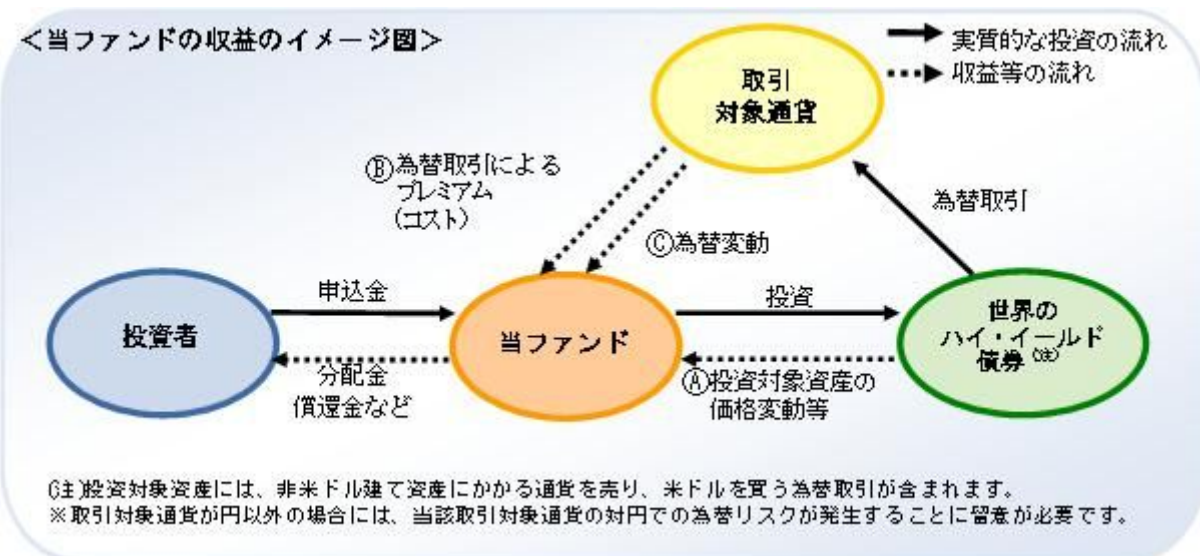 ＜当ファンドの収益のイメージ図＞
実質的な投資の流れ
収益等の流れ
取引
対象通貨
Ⓑ為替取引による
プレミアム
(コスト)
Ⓒ為替変動
為替取引
投資者
申込金
分配金
償還金など
当ファンド
投資
Ⓐ投資対象資産の
価格変動等
世界の
ハイ・イールド
債券(注)
(注)投資対象資産には、非米ドル建て資産にかかる通貨を売り、米ドルを買う為替取引が含まれます。
※取引対象通貨が円以外の場合には、当該取引対象通貨の対円での為替リスクが発生することに留意が必要です。